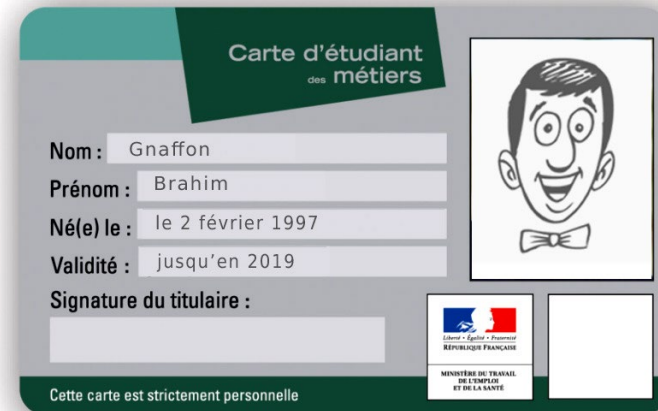 Carte d'étudiant
des métiers
Nom : Gnaffon
Prénom : Brahim
Né(e) le : le 2 février 1997
Validité : jusqu'en 2019
Signature du titulaire :
Liberté • Égalité • Fraternité
RÉPUBLIQUE FRANÇAISE
MINISTÈRE DU TRAVAIL
DE L'EMPLOI
ET DE LA SANTÉ
Cette carte est strictement personnelle